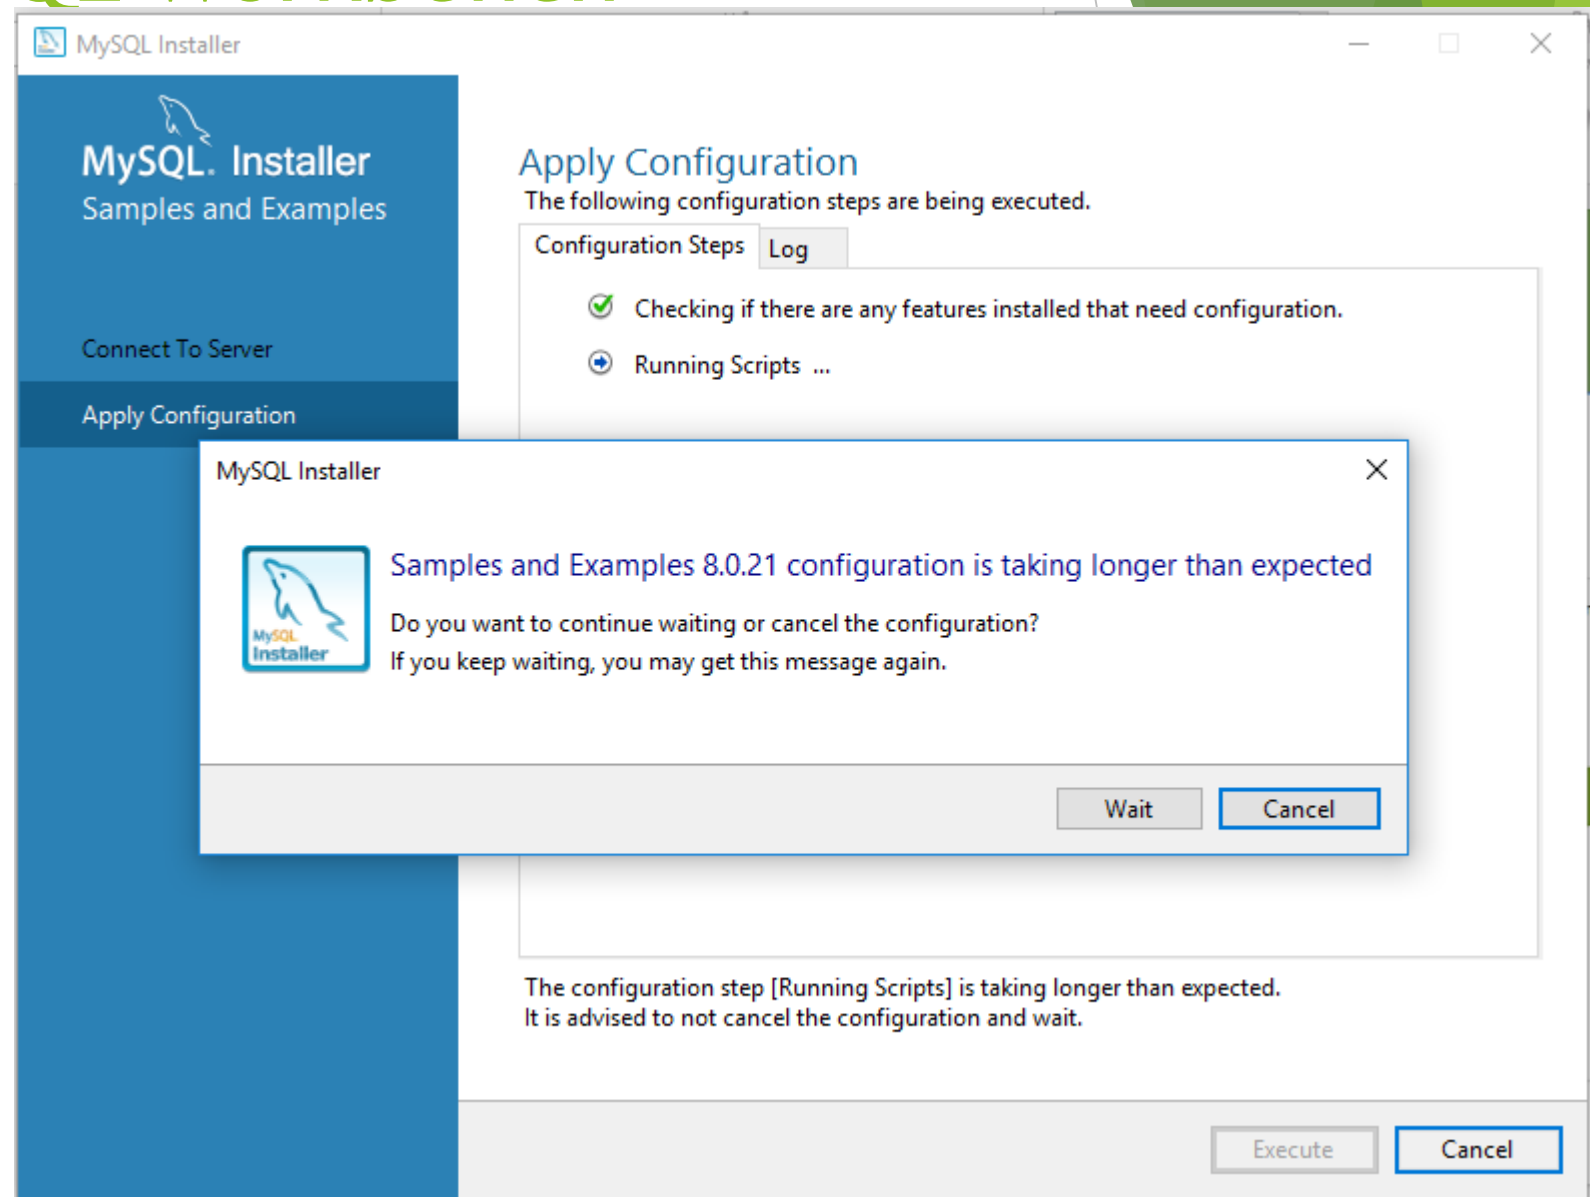 MySQL Installer
MySQL. Installer
Samples and Examples
Connect To Server
Apply Configuration
Apply Configuration
The following configuration steps are being executed.
Configuration Steps
Log
Checking if there are any features installed that need configuration.
Running Scripts ...
MySQL Installer
MySQL
Installer
Samples and Examples 8.0.21 configuration is taking longer than expected
Do you want to continue waiting or cancel the configuration?
If you keep waiting, you may get this message again.
Wait
Cancel
The configuration step [Running Scripts] is taking longer than expected.
It is advised to not cancel the configuration and wait.
Execute
Cancel